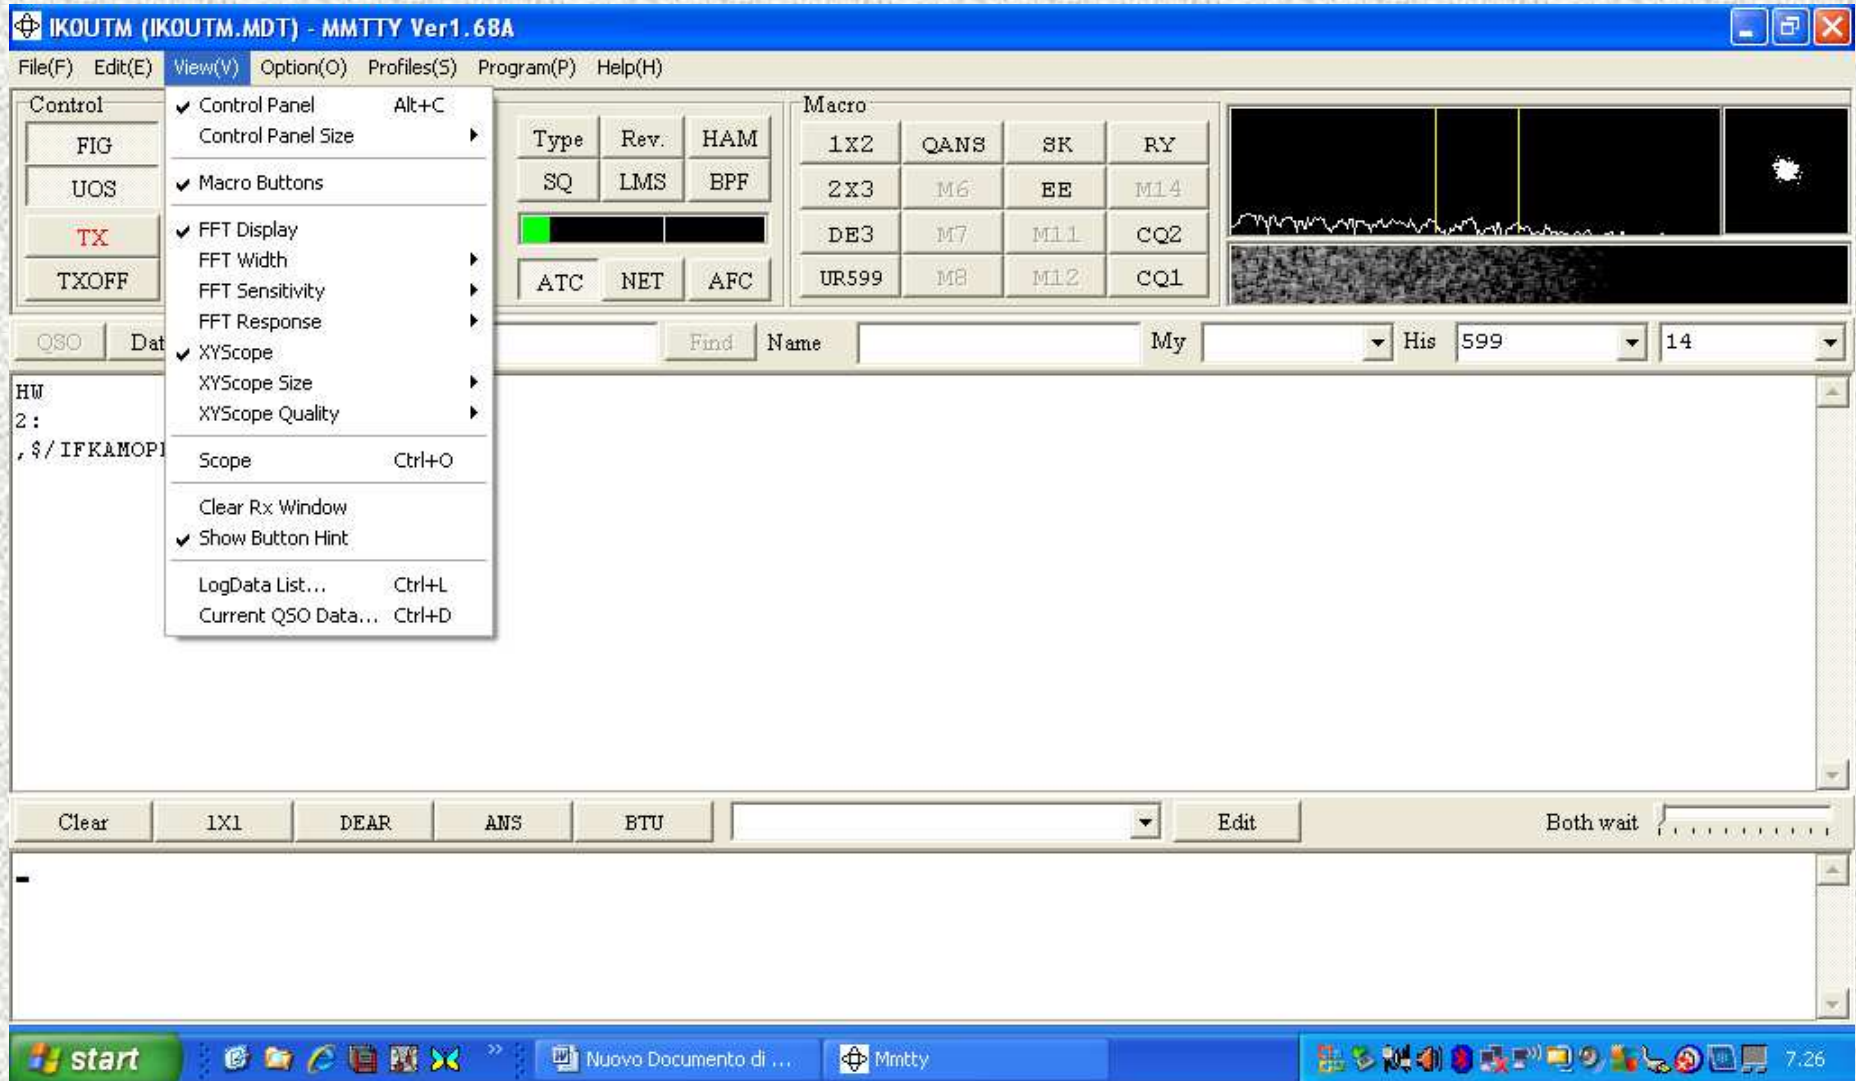 IK0UTM (IK0UTM.MDT) - MMTTY Ver1.68A
File(F) Edit(E) View(V) Option(O) Profiles(S) Program(P) Help(H)
Control
FIG
UOS
TX
TXOFF
Control Panel Alt+C
Control Panel Size
Macro Buttons
FFT Display
FFT Width
FFT Sensitivity
FFT Response
XYScope
XYScope Size
XYScope Quality
Scope Ctrl+O
Clear Rx Window
Show Button Hint
LogData List... Ctrl+L
Current QSO Data... Ctrl+D
Type Rev. HAM
SQ LMS BPF
ATC NET AFC
Macro
1X2 QANS SK RY
2X3 M6 EE M14
DE3 M7 M11 CQ2
UR599 M8 M12 CQ1
QSO Dat Find Name My His 599 14
HW
2:
,$/IFKAMOP
Clear 1X1 DEAR ANS BTU Edit Both wait
start Nuovo Documento di ... Mmtty 7.26